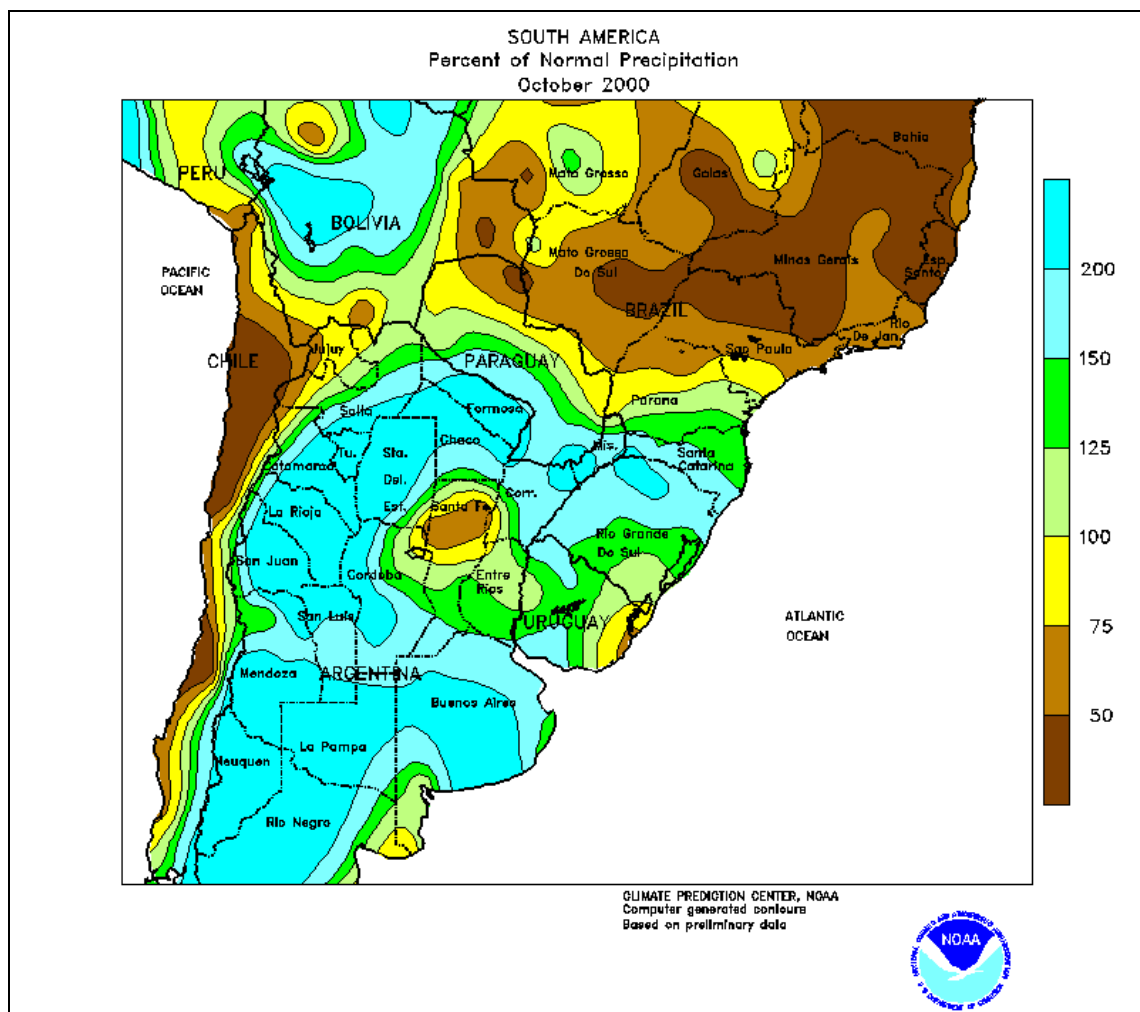 SOUTH AMERICA
Percent of Normal Precipitation
October 2000
Bahia
PERU
Mato Grosso
Goias
BOLIVIA
Mato Grosso
Do Sul
Minas Gerais
Esp.
Santo
PACIFIC
OCEAN
200
BRAZIL
Rio
De Jan.
CHILE
Jujuy
PARAGUAY
Sao Paulo
150
Salta
Formosa
Parana
Tu.
Sta.
Chaco
Mis.
Santa
Catarina
Catamarca
125
Del.
Est.
Corr.
Santa Fe
La Rioja
Rio Grande
Do Sul
100
San Juan
Cordoba
Entre
Rios
San Luis
URUGUAY
ATLANTIC
OCEAN
75
Mendoza
ARGENTINA
Buenos Aires
50
La Pampa
Neuquen
Rio Negro
CLIMATE PREDICTION CENTER, NOAA
Computer generated contours
Based on preliminary data
NOAA